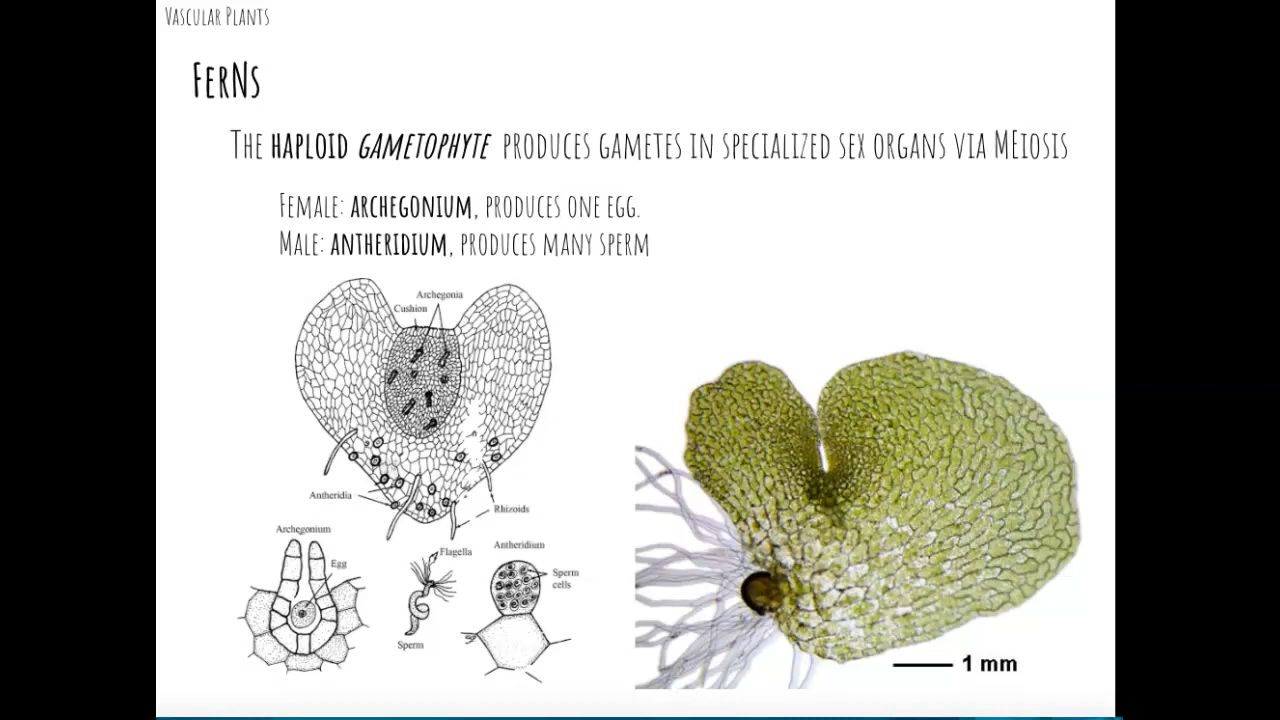 Vascular Plants
FerNs
The haploid gametophyte produces gametes in specialized sex organs via MEiosis
Female: archegonium, produces one egg.
Male: antheridium, produces many sperm
Archegonia
Cushion
Antheridia
Rhizoids
Archegonium
Egg
Flagella
Sperm
Antheridium
Sperm
cells
1 mm